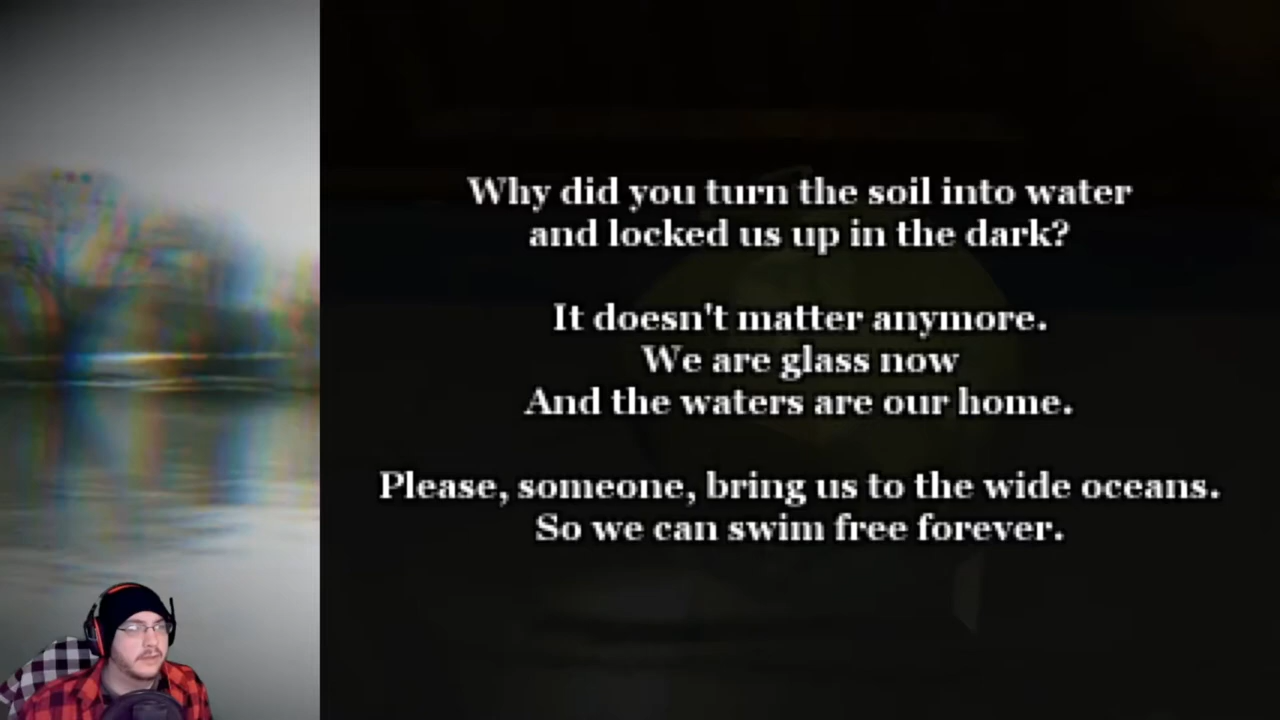 Why did you turn the soil into water
and locked us up in the dark?
It doesn't matter anymore.
We are glass now
And the waters are our home.
Please, someone, bring us to the wide oceans.
So we can swim free forever.